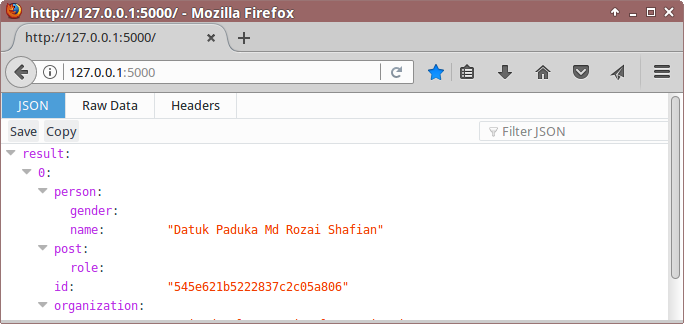 http://127.0.0.1:5000/ - Mozilla Firefox
http://127.0.0.1:5000/
127.0.0.1:5000
JSON Raw Data Headers
Save Copy Filter JSON
result:
0:
person:
gender:
name: "Datuk Paduka Md Rozai Shafian"
post:
role:
id: "545e621b5222837c2c05a806"
organization: